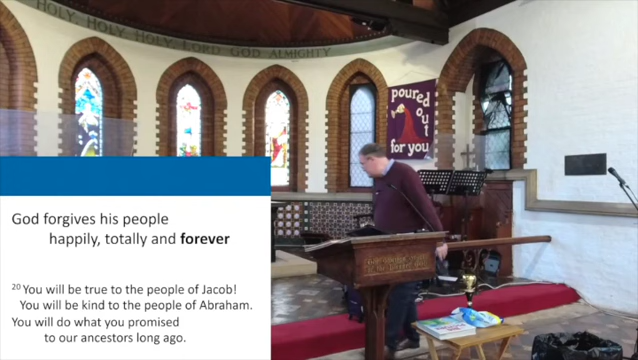 HOLY HOLY HOLY LORD GOD ALMIGHTY
poured
out
for you
God forgives his people
happily, totally and forever
20 You will be true to the people of Jacob!
You will be kind to the people of Abraham.
You will do what you promised
to our ancestors long ago.